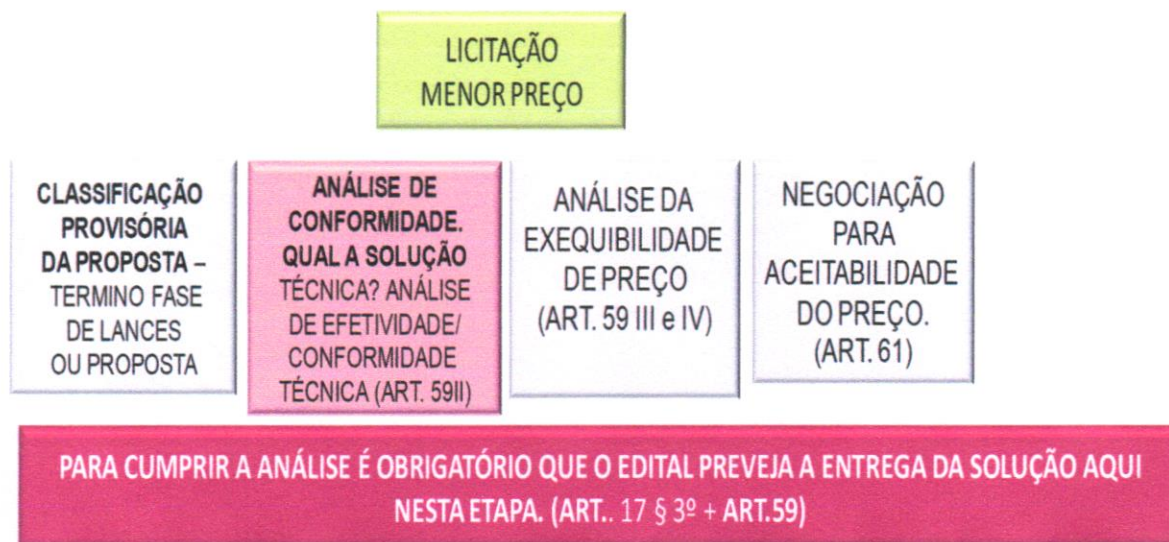 LICITAÇÃO
MENOR PREÇO
CLASSIFICAÇÃO
PROVISÓRIA
DA PROPOSTA –
TERMINO FASE
DE LANCES
OU PROPOSTA
ANÁLISE DE
CONFORMIDADE.
QUAL A SOLUÇÃO
TÉCNICA? ANÁLISE
DE EFETIVIDADE/
CONFORMIDADE
TÉCNICA (ART. 59II)
ANÁLISE DA
EXEQUIBILIDADE
DE PREÇO
(ART. 59 III e IV)
NEGOCIAÇÃO
PARA
ACEITABILIDADE
DO PREÇO.
(ART. 61)
PARA CUMPRIR A ANÁLISE É OBRIGATÓRIO QUE O EDITAL PREVEJA A ENTREGA DA SOLUÇÃO AQUI
NESTA ETAPA. (ART.. 17 § 3º + ART.59)